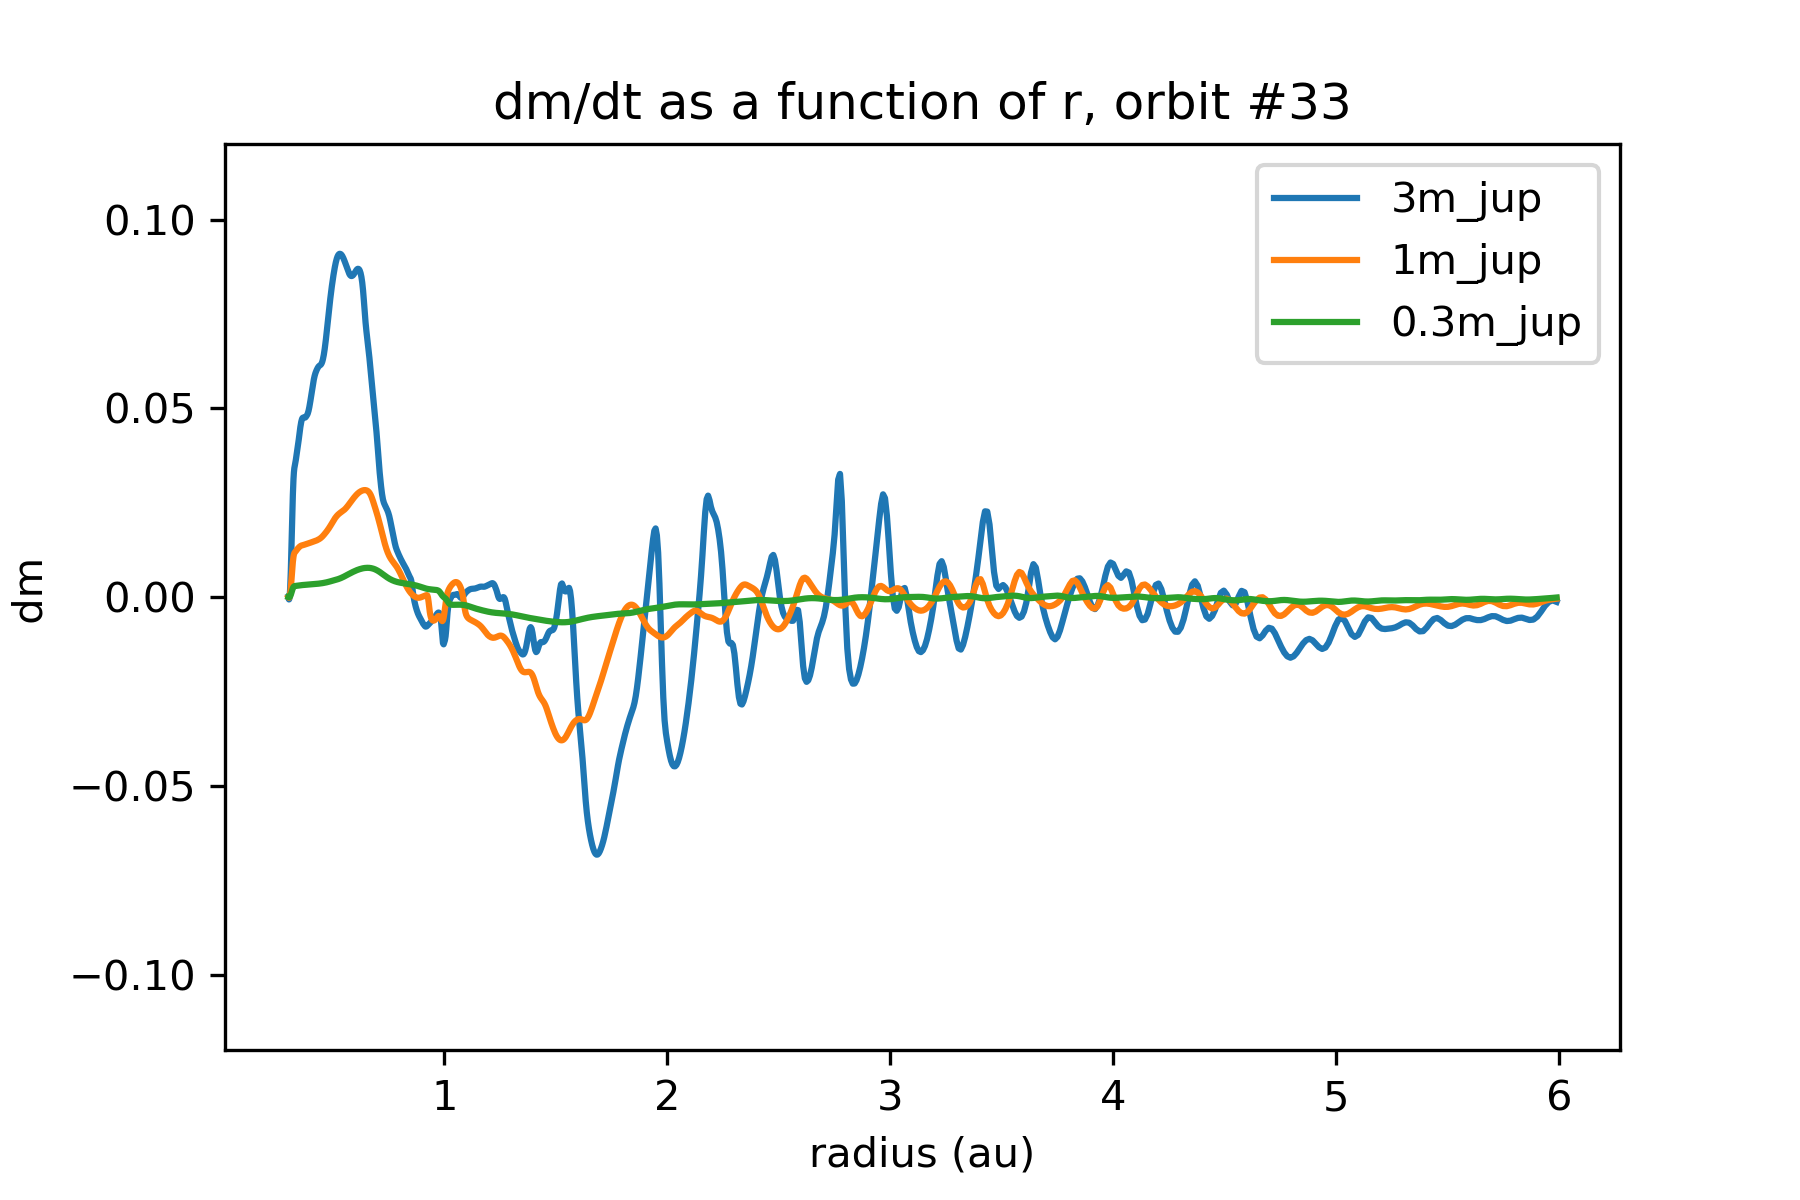 dm/dt as a function of r, orbit #33
3m_jup
1m_jup
0.3m_jup
0.10
0.05
0.00
−0.05
−0.10
dm
1 2 3 4 5 6
radius (au)